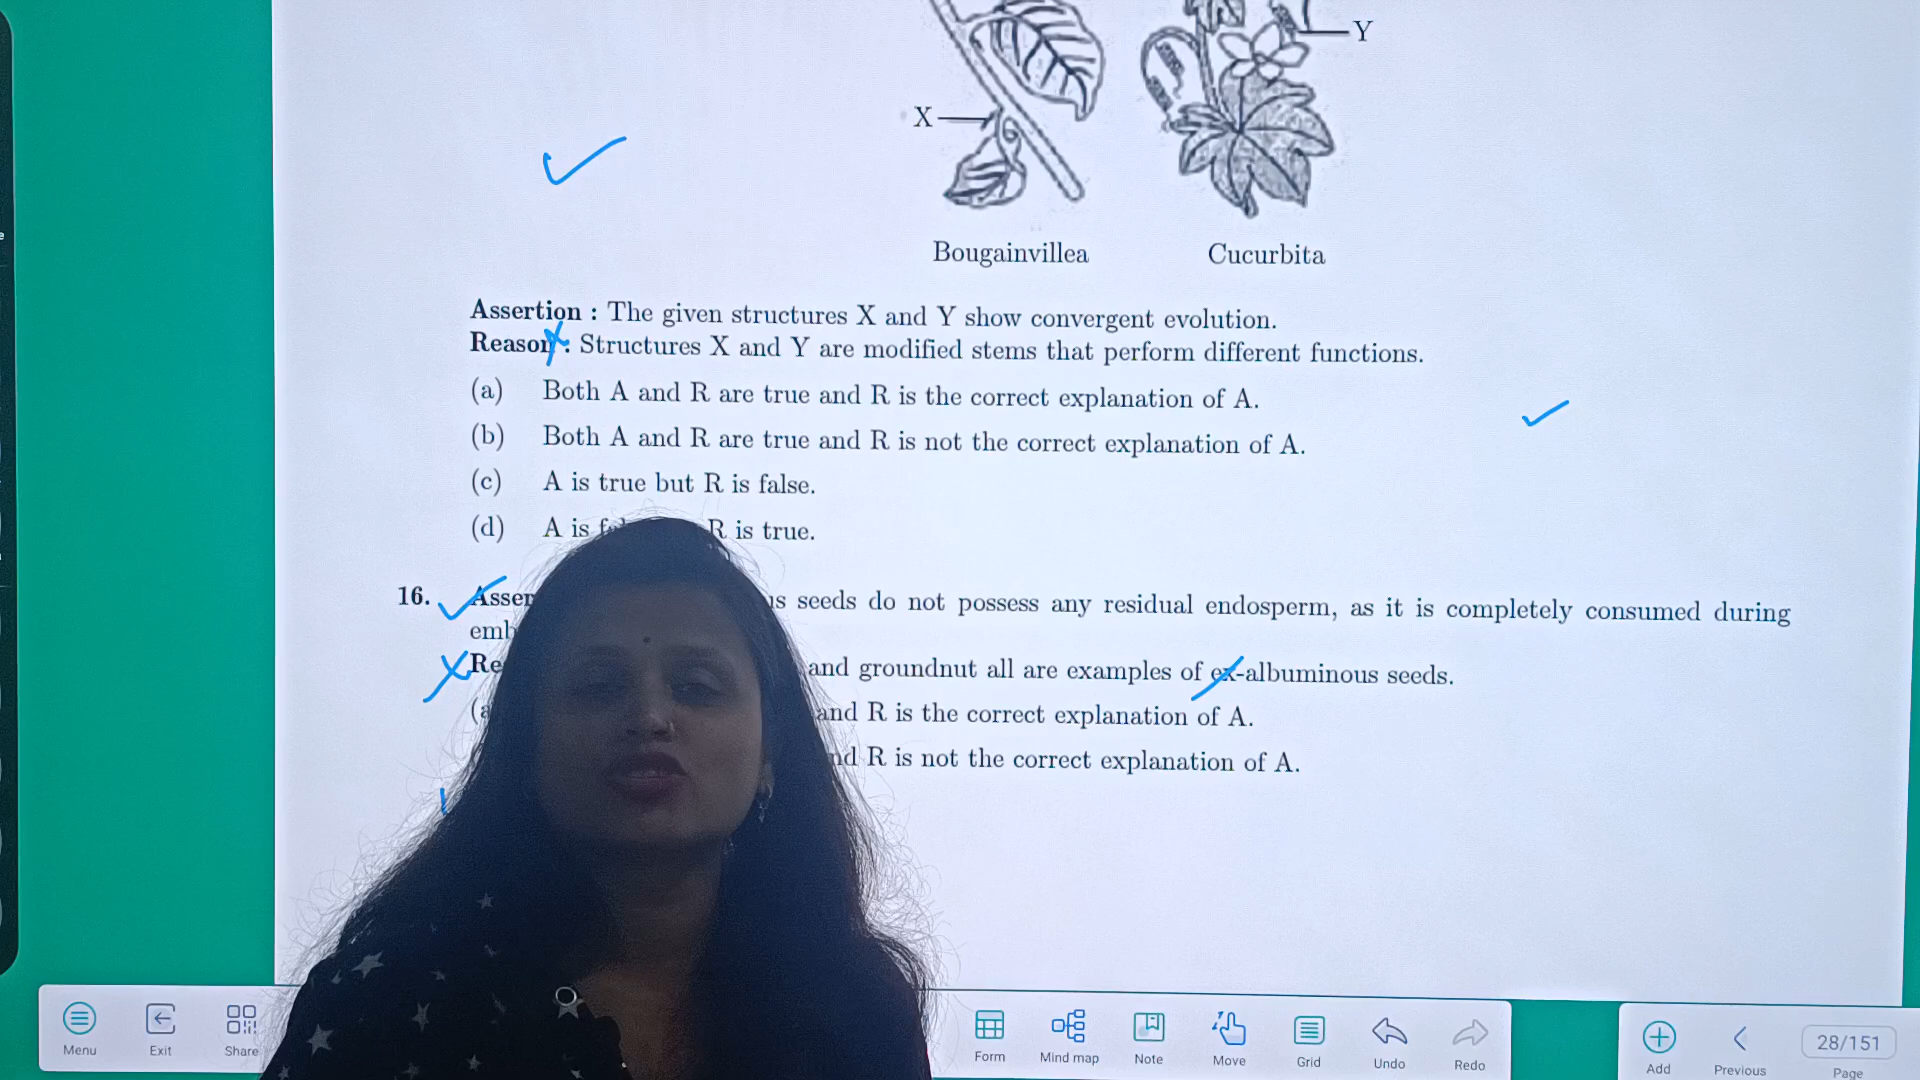 Y
X
Bougainvillea Cucurbita
Assertion : The given structures X and Y show convergent evolution.
Reason : Structures X and Y are modified stems that perform different functions.
(a) Both A and R are true and R is the correct explanation of A.
(b) Both A and R are true and R is not the correct explanation of A.
(c) A is true but R is false.
(d) A is R is true.
16. seeds do not possess any residual endosperm, as it is completely consumed during
and groundnut all are examples of ex-albuminous seeds.
and R is the correct explanation of A.
R is not the correct explanation of A.
Menu Exit Share Form Mind map Note Move Grid Undo Redo Add Previous 28/151 Page